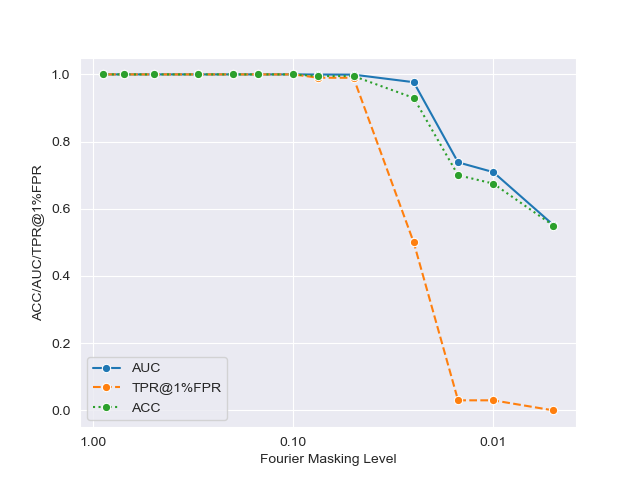 1.0
0.8
0.6
0.4
0.2
0.0
ACC/AUC/TPR@1%FPR
AUC
TPR@1%FPR
ACC
1.00
0.10
0.01
Fourier Masking Level